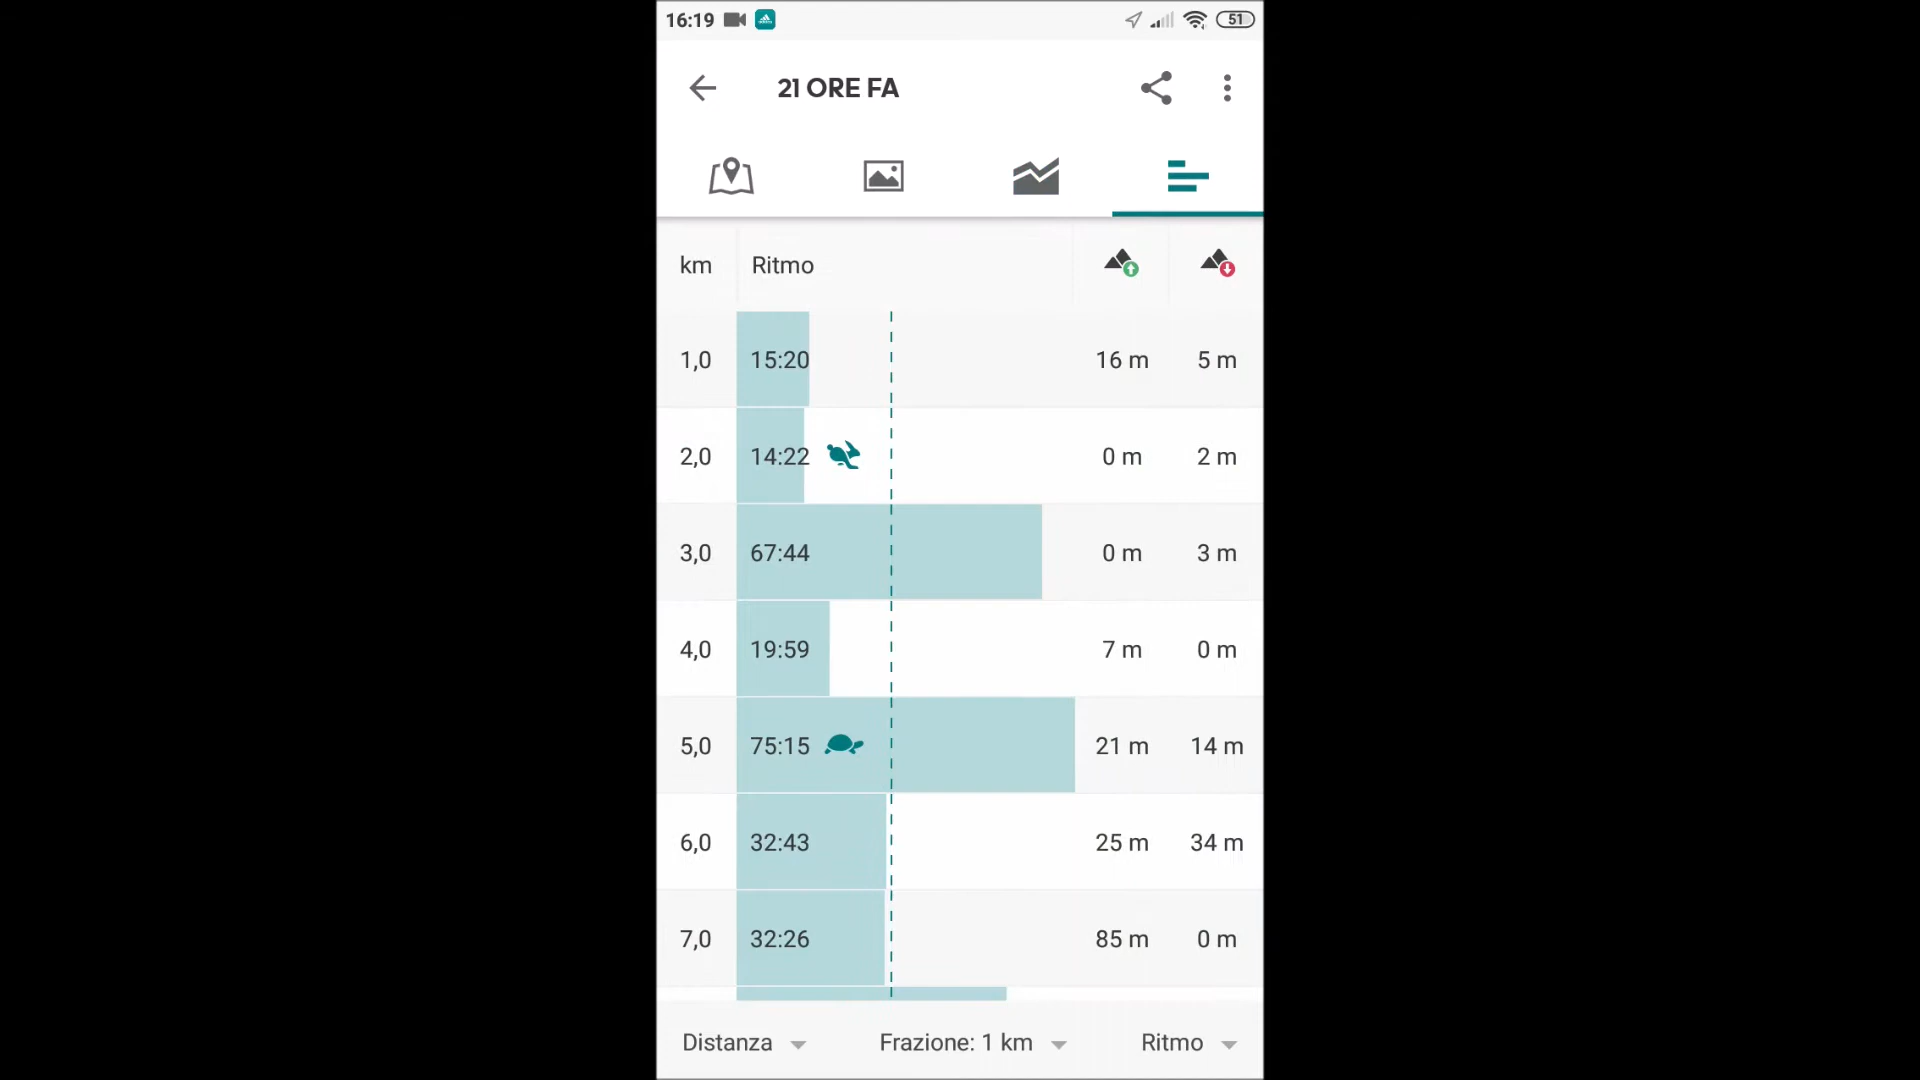 16:19 51
21 ORE FA
km Ritmo
1,0 15:20 16 m 5 m
2,0 14:22 0 m 2 m
3,0 67:44 0 m 3 m
4,0 19:59 7 m 0 m
5,0 75:15 21 m 14 m
6,0 32:43 25 m 34 m
7,0 32:26 85 m 0 m
Distanza Frazione: 1 km Ritmo